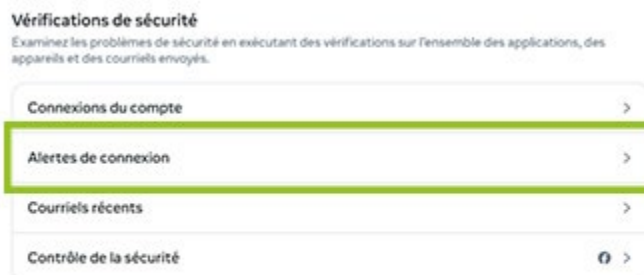 Vérifications de sécurité
Examinez les problèmes de sécurité en exécutant des vérifications sur l'ensemble des applications, des
appareils et des courriels envoyés.
Connexions du compte
Alertes de connexion
Courriels récents
Contrôle de la sécurité